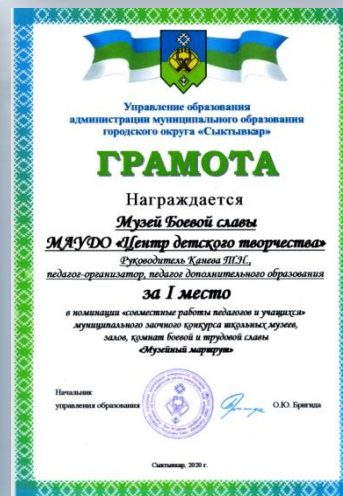 Управление образования
администрации муниципального образования
городского округа «Сыктывкар»
ГРАМОТА
Награждается
Музей Боевой славы
МАУДО «Центр детского творчества»
Руководитель Канева Т.Н.,
педагог-организатор, педагог дополнительного образования
за I место
в номинации «совместные работы педагогов и учащихся»
муниципального заочного конкурса школьных музеев,
залов, комнат боевой и трудовой славы
«Музейный маршрут»
Начальник
управления образования
О.Ю. Бригида
Сыктывкар, 2020 г.